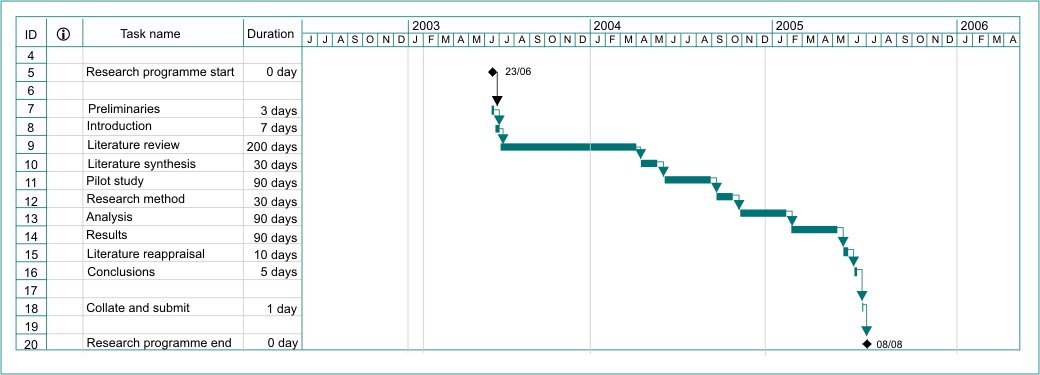 2003 2004 2005 2006
ID i Task name Duration
J J A S O N D J F M A M J J A S O N D J F M A M J J A S O N D J F M A M J J A S O N D J F M A
4
5 Research programme start 0 day 23/06
6
7 Preliminaries 3 days
8 Introduction 7 days
9 Literature review 200 days
10 Literature synthesis 30 days
11 Pilot study 90 days
12 Research method 30 days
13 Analysis 90 days
14 Results 90 days
15 Literature reappraisal 10 days
16 Conclusions 5 days
17
18 Collate and submit 1 day
19
20 Research programme end 0 day 08/08